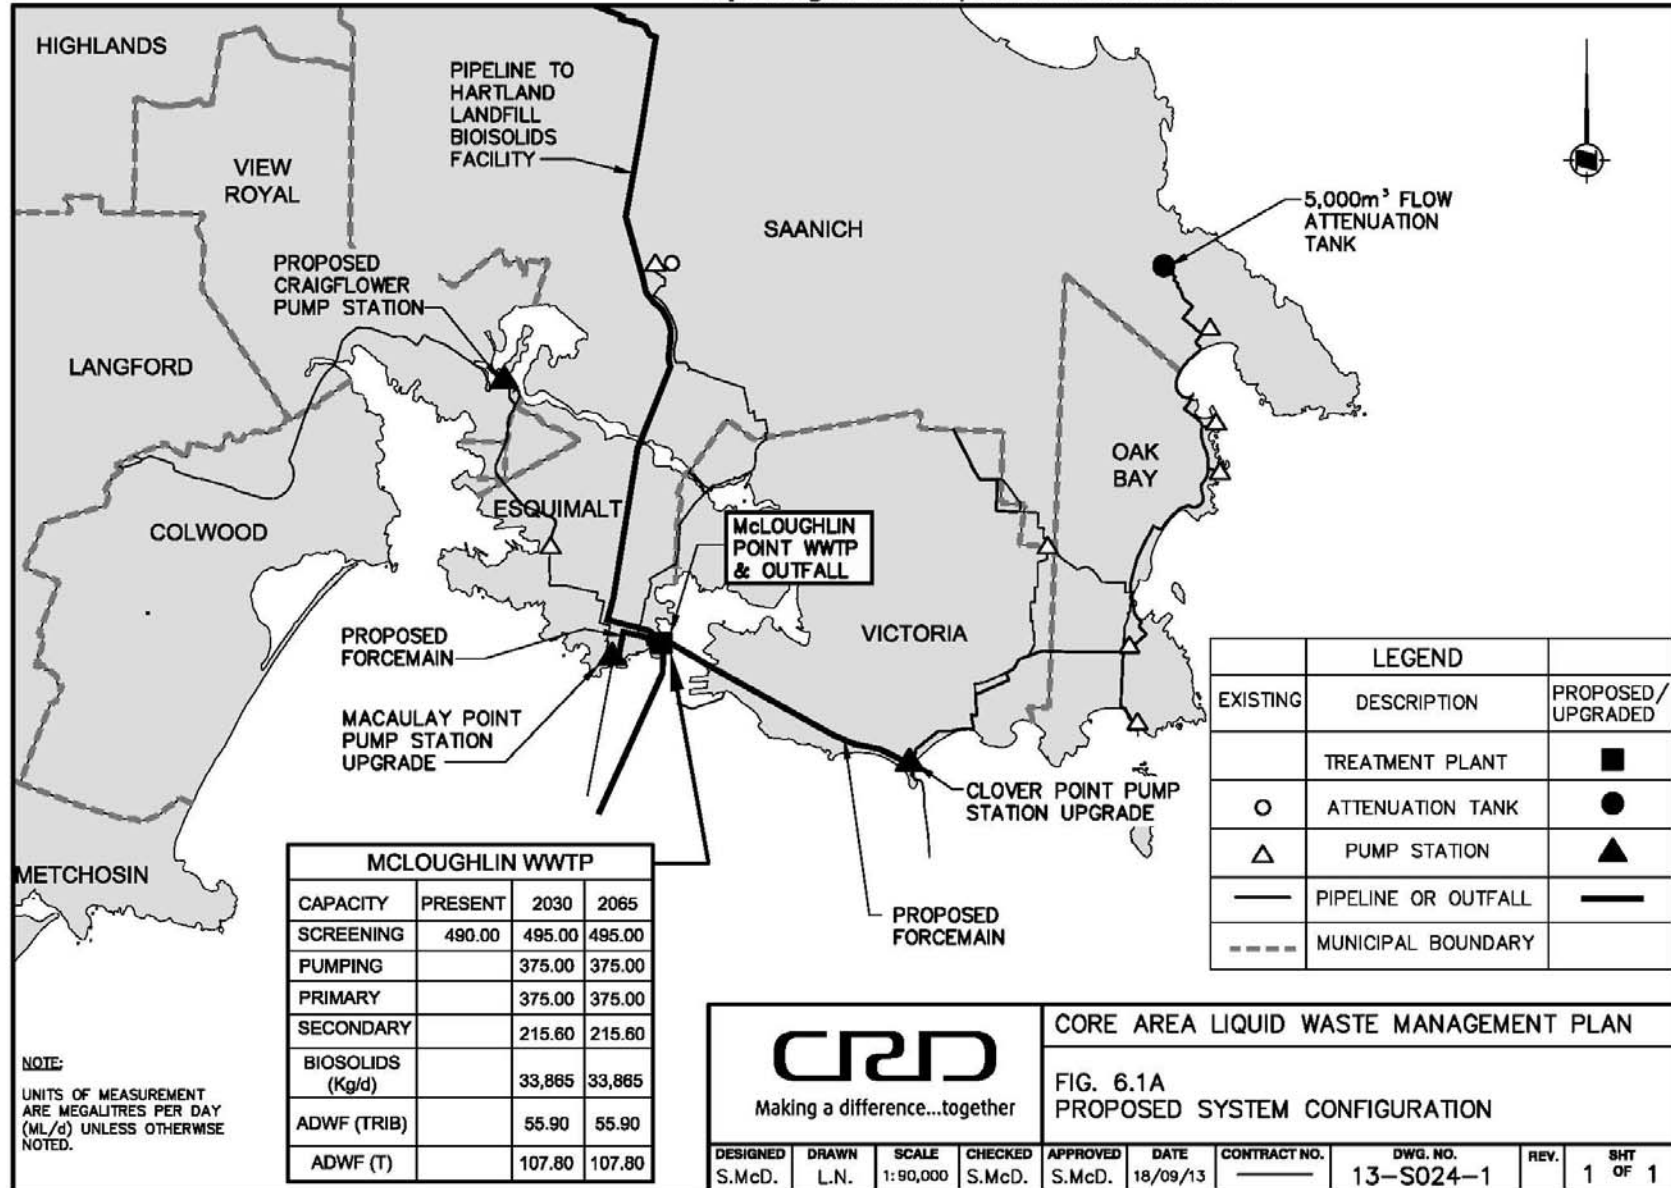 HIGHLANDS
PIPELINE TO
HARTLAND
LANDFILL
BIOISOLIDS
FACILITY
VIEW
ROYAL
SAANICH
5,000m³ FLOW
ATTENUATION
TANK
PROPOSED
CRAIGFLOWER
PUMP STATION
LANGFORD
OAK
BAY
ESQUIMALT
COLWOOD
McLOUGHLIN
POINT WWTP
& OUTFALL
VICTORIA
PROPOSED
FORCEMAIN
MACAULAY POINT
PUMP STATION
UPGRADE
CLOVER POINT PUMP
STATION UPGRADE
METCHOSIN
PROPOSED
FORCEMAIN
LEGEND
EXISTING DESCRIPTION PROPOSED/
UPGRADED
TREATMENT PLANT
ATTENUATION TANK
PUMP STATION
PIPELINE OR OUTFALL
MUNICIPAL BOUNDARY
MCLOUGHLIN WWTP
CAPACITY PRESENT 2030 2065
SCREENING 490.00 495.00 495.00
PUMPING 375.00 375.00
PRIMARY 375.00 375.00
SECONDARY 215.60 215.60
BIOSOLIDS
(Kg/d) 33,865 33,865
ADWF (TRIB) 55.90 55.90
ADWF (T) 107.80 107.80
NOTE:
UNITS OF MEASUREMENT
ARE MEGALITRES PER DAY
(ML/d) UNLESS OTHERWISE
NOTED.
CRD
Making a difference...together
CORE AREA LIQUID WASTE MANAGEMENT PLAN
FIG. 6.1A
PROPOSED SYSTEM CONFIGURATION
DESIGNED DRAWN SCALE CHECKED APPROVED DATE CONTRACT NO. DWG. NO. REV. SHT
S.McD. L.N. 1:90,000 S.McD. S.McD. 18/09/13 13-S024-1 1 OF 1